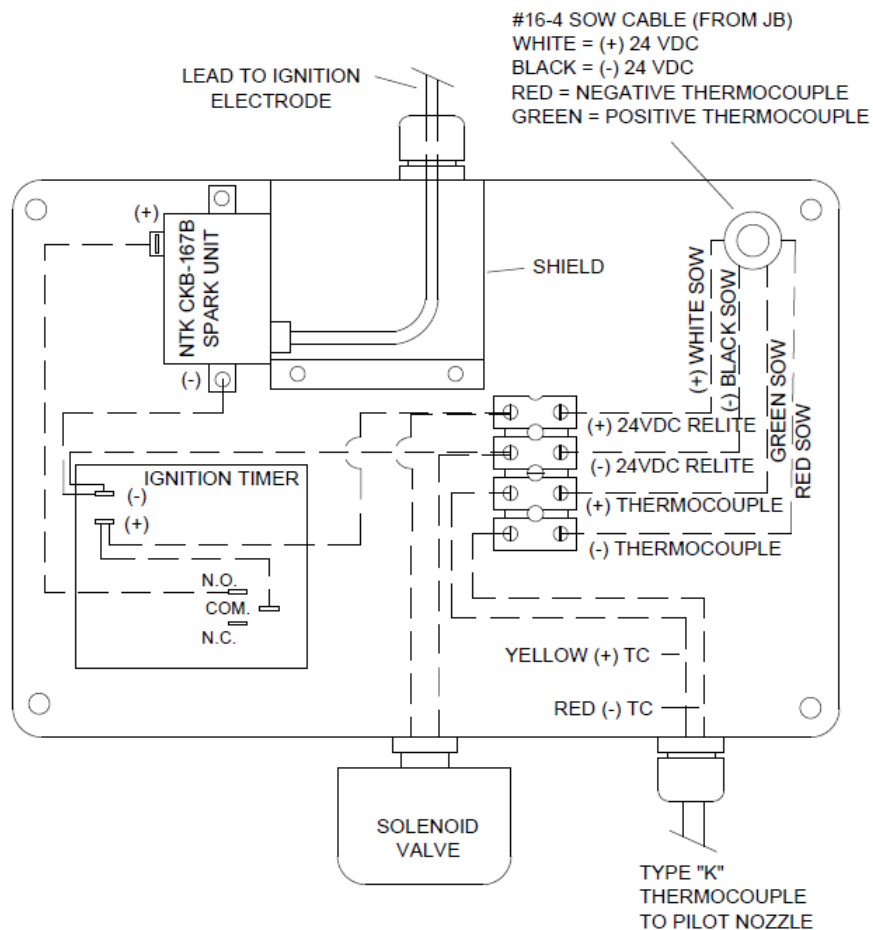 #16-4 SOW CABLE (FROM JB)
WHITE = (+) 24 VDC
BLACK = (-) 24 VDC
RED = NEGATIVE THERMOCOUPLE
GREEN = POSITIVE THERMOCOUPLE
LEAD TO IGNITION
ELECTRODE
(+)
NTK CKB-167B
SPARK UNIT
(-)
SHIELD
(+) WHITE SOW
(-) BLACK SOW
GREEN SOW
RED SOW
(+) 24VDC RELITE
(-) 24VDC RELITE
(+) THERMOCOUPLE
(-) THERMOCOUPLE
IGNITION TIMER
(-)
(+)
N.O.
COM.
N.C.
YELLOW (+) TC
RED (-) TC
SOLENOID
VALVE
TYPE "K"
THERMOCOUPLE
TO PILOT NOZZLE